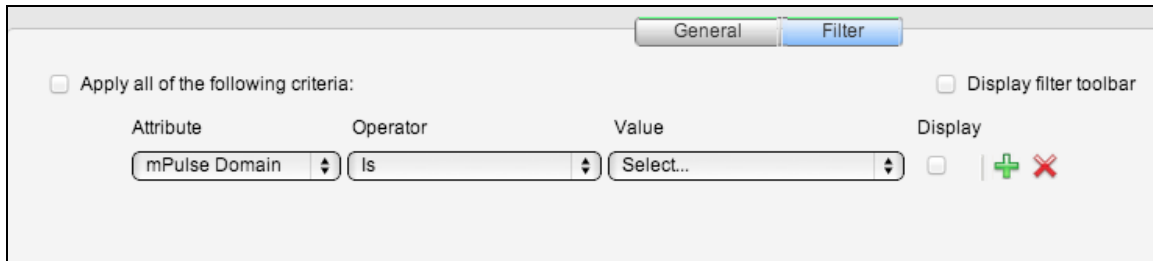 General Filter
Apply all of the following criteria: Display filter toolbar
Attribute Operator Value Display
mPulse Domain Is Select...